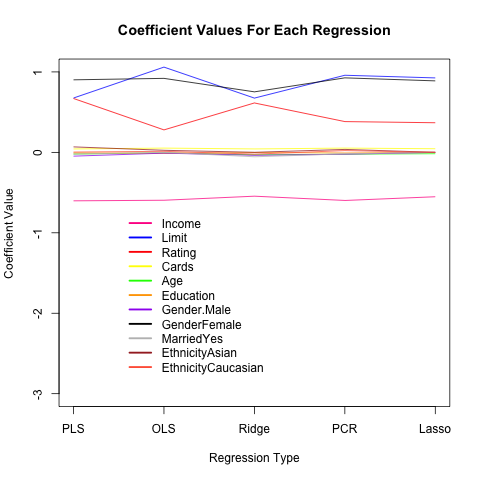 Coefficient Values For Each Regression
Coefficient Value
1
0
-1
-2
-3
Income
Limit
Rating
Cards
Age
Education
Gender.Male
GenderFemale
MarriedYes
EthnicityAsian
EthnicityCaucasian
PLS OLS Ridge PCR Lasso
Regression Type